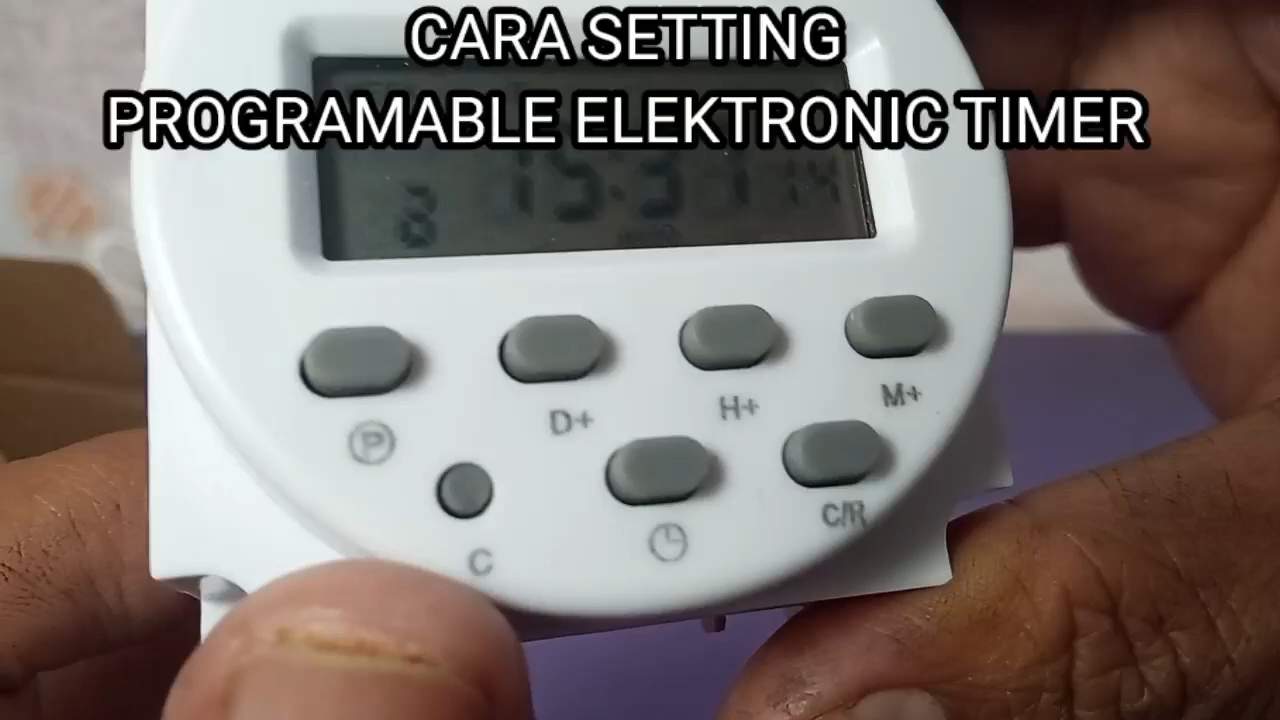 CARA SETTING
PROGRAMABLE ELEKTRONIC TIMER
D+
H+
M+
P
C
C/R